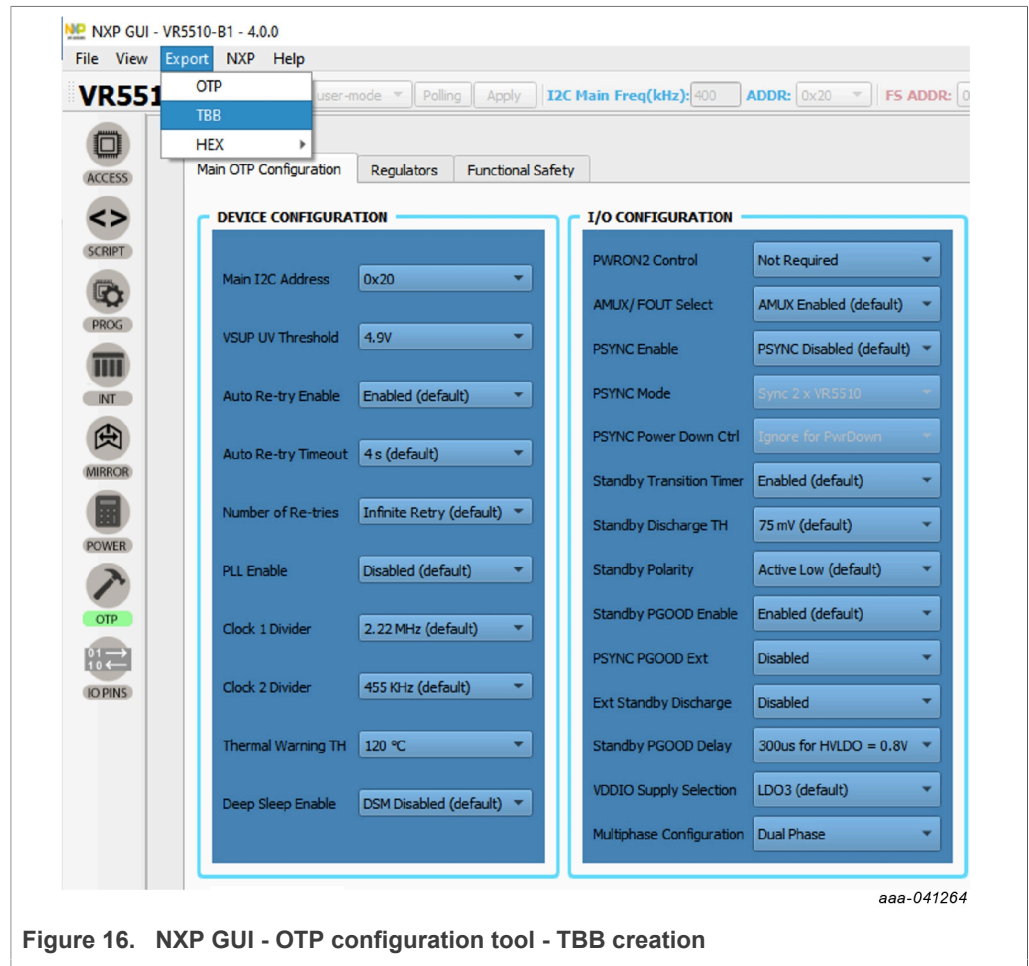 NXP GUI - VR5510-B1 - 4.0.0
File View Export NXP Help
VR551 user-mode Polling Apply I2C Main Freq(kHz): 400 ADDR: 0x20 FS ADDR: 0
OTP
TBB
HEX
Main OTP Configuration Regulators Functional Safety
ACCESS
SCRIPT
PROG
INT
MIRROR
POWER
OTP
01
10
IO PINS
DEVICE CONFIGURATION
Main I2C Address 0x20
VSUP UV Threshold 4.9V
Auto Re-try Enable Enabled (default)
Auto Re-try Timeout 4 s (default)
Number of Re-tries Infinite Retry (default)
PLL Enable Disabled (default)
Clock 1 Divider 2.22 MHz (default)
Clock 2 Divider 455 KHz (default)
Thermal Warning TH 120 °C
Deep Sleep Enable DSM Disabled (default)
I/O CONFIGURATION
PWRON2 Control Not Required
AMUX/ FOUT Select AMUX Enabled (default)
PSYNC Enable PSYNC Disabled (default)
PSYNC Mode Sync 2 x VR5510
PSYNC Power Down Ctrl Ignore for PwrDown
Standby Transition Timer Enabled (default)
Standby Discharge TH 75 mV (default)
Standby Polarity Active Low (default)
Standby PGOOD Enable Enabled (default)
PSYNC PGOOD Ext Disabled
Ext Standby Discharge Disabled
Standby PGOOD Delay 300us for HVLDO = 0.8V
VDDIO Supply Selection LDO3 (default)
Multiphase Configuration Dual Phase
aaa-041264
Figure 16. NXP GUI - OTP configuration tool - TBB creation